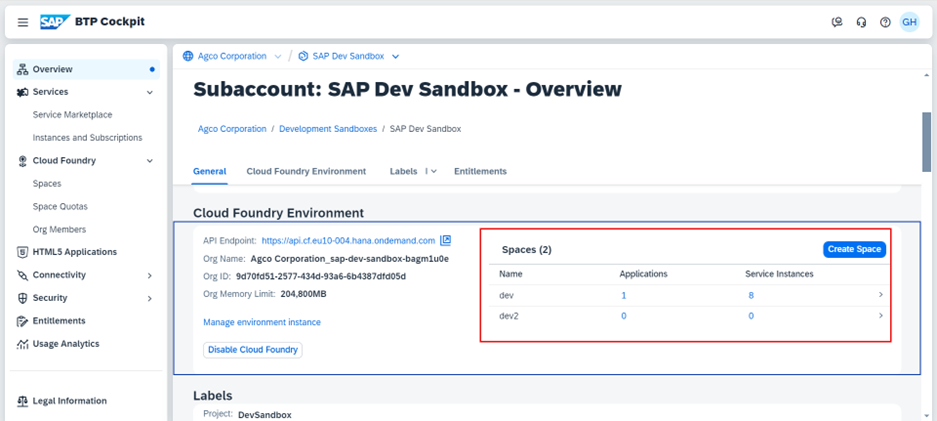 SAP BTP Cockpit
GH
Overview
Services
Service Marketplace
Instances and Subscriptions
Cloud Foundry
Spaces
Space Quotas
Org Members
HTML5 Applications
Connectivity
Security
Entitlements
Usage Analytics
Legal Information
Agco Corporation / SAP Dev Sandbox
Subaccount: SAP Dev Sandbox - Overview
Agco Corporation / Development Sandboxes / SAP Dev Sandbox
General Cloud Foundry Environment Labels Entitlements
Cloud Foundry Environment
API Endpoint: https://api.cf.eu10-004.hana.ondemand.com
Org Name: Agco Corporation_sap-dev-sandbox-bagm1u0e
Org ID: 9d70fd51-2577-434d-93a6-6b4387dfd05d
Org Memory Limit: 204,800MB
Manage environment instance
Disable Cloud Foundry
Spaces (2) Create Space
Name Applications Service Instances
dev 1 8
dev2 0 0
Labels
Project: DevSandbox